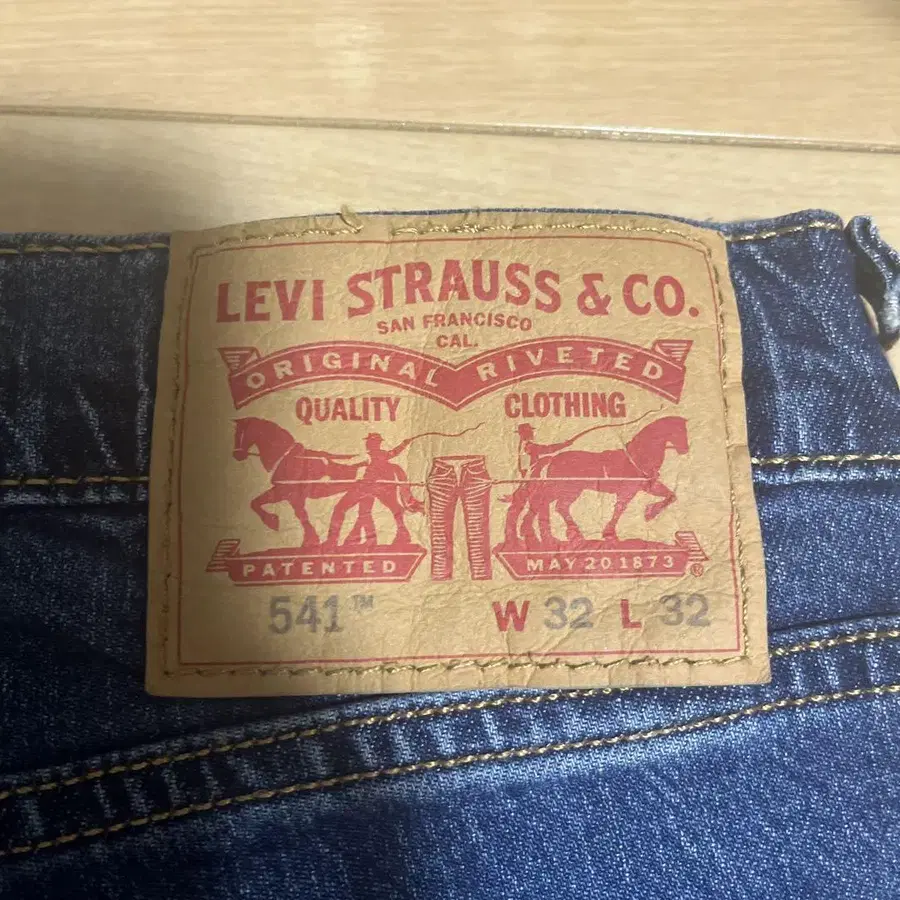 LEVI STRAUSS & CO.
SAN FRANCISCO
CAL.
ORIGINAL RIVETED
QUALITY CLOTHING
PATENTED MAY 20 1873 ®
541™ W 32 L 32